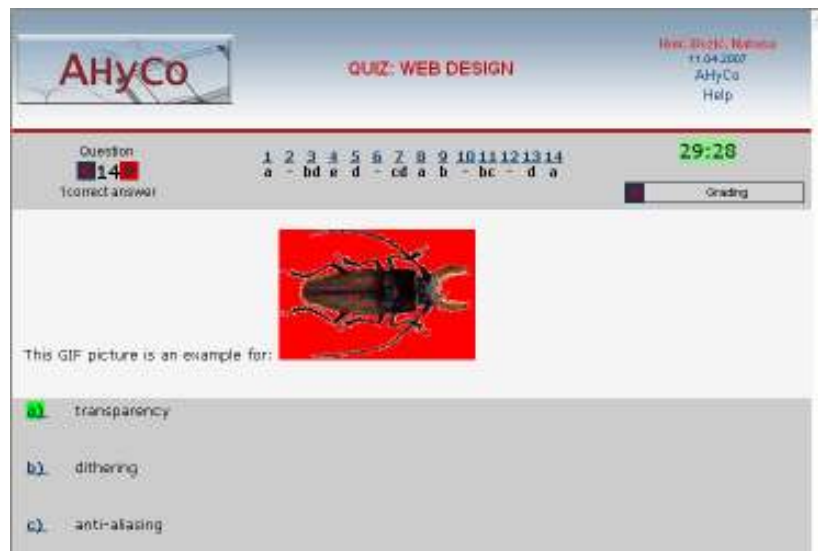 AHyCo
QUIZ: WEB DESIGN
11.04.2007
AHyCo
Help
Question
14
1correct answer
1 2 3 4 5 6 7 8 9 10 11 12 13 14
a - bd e d - cd a b - bc - d a
29:28
Grading
This GIF picture is an example for:
a). transparency
b). dithering
c). anti-aliasing